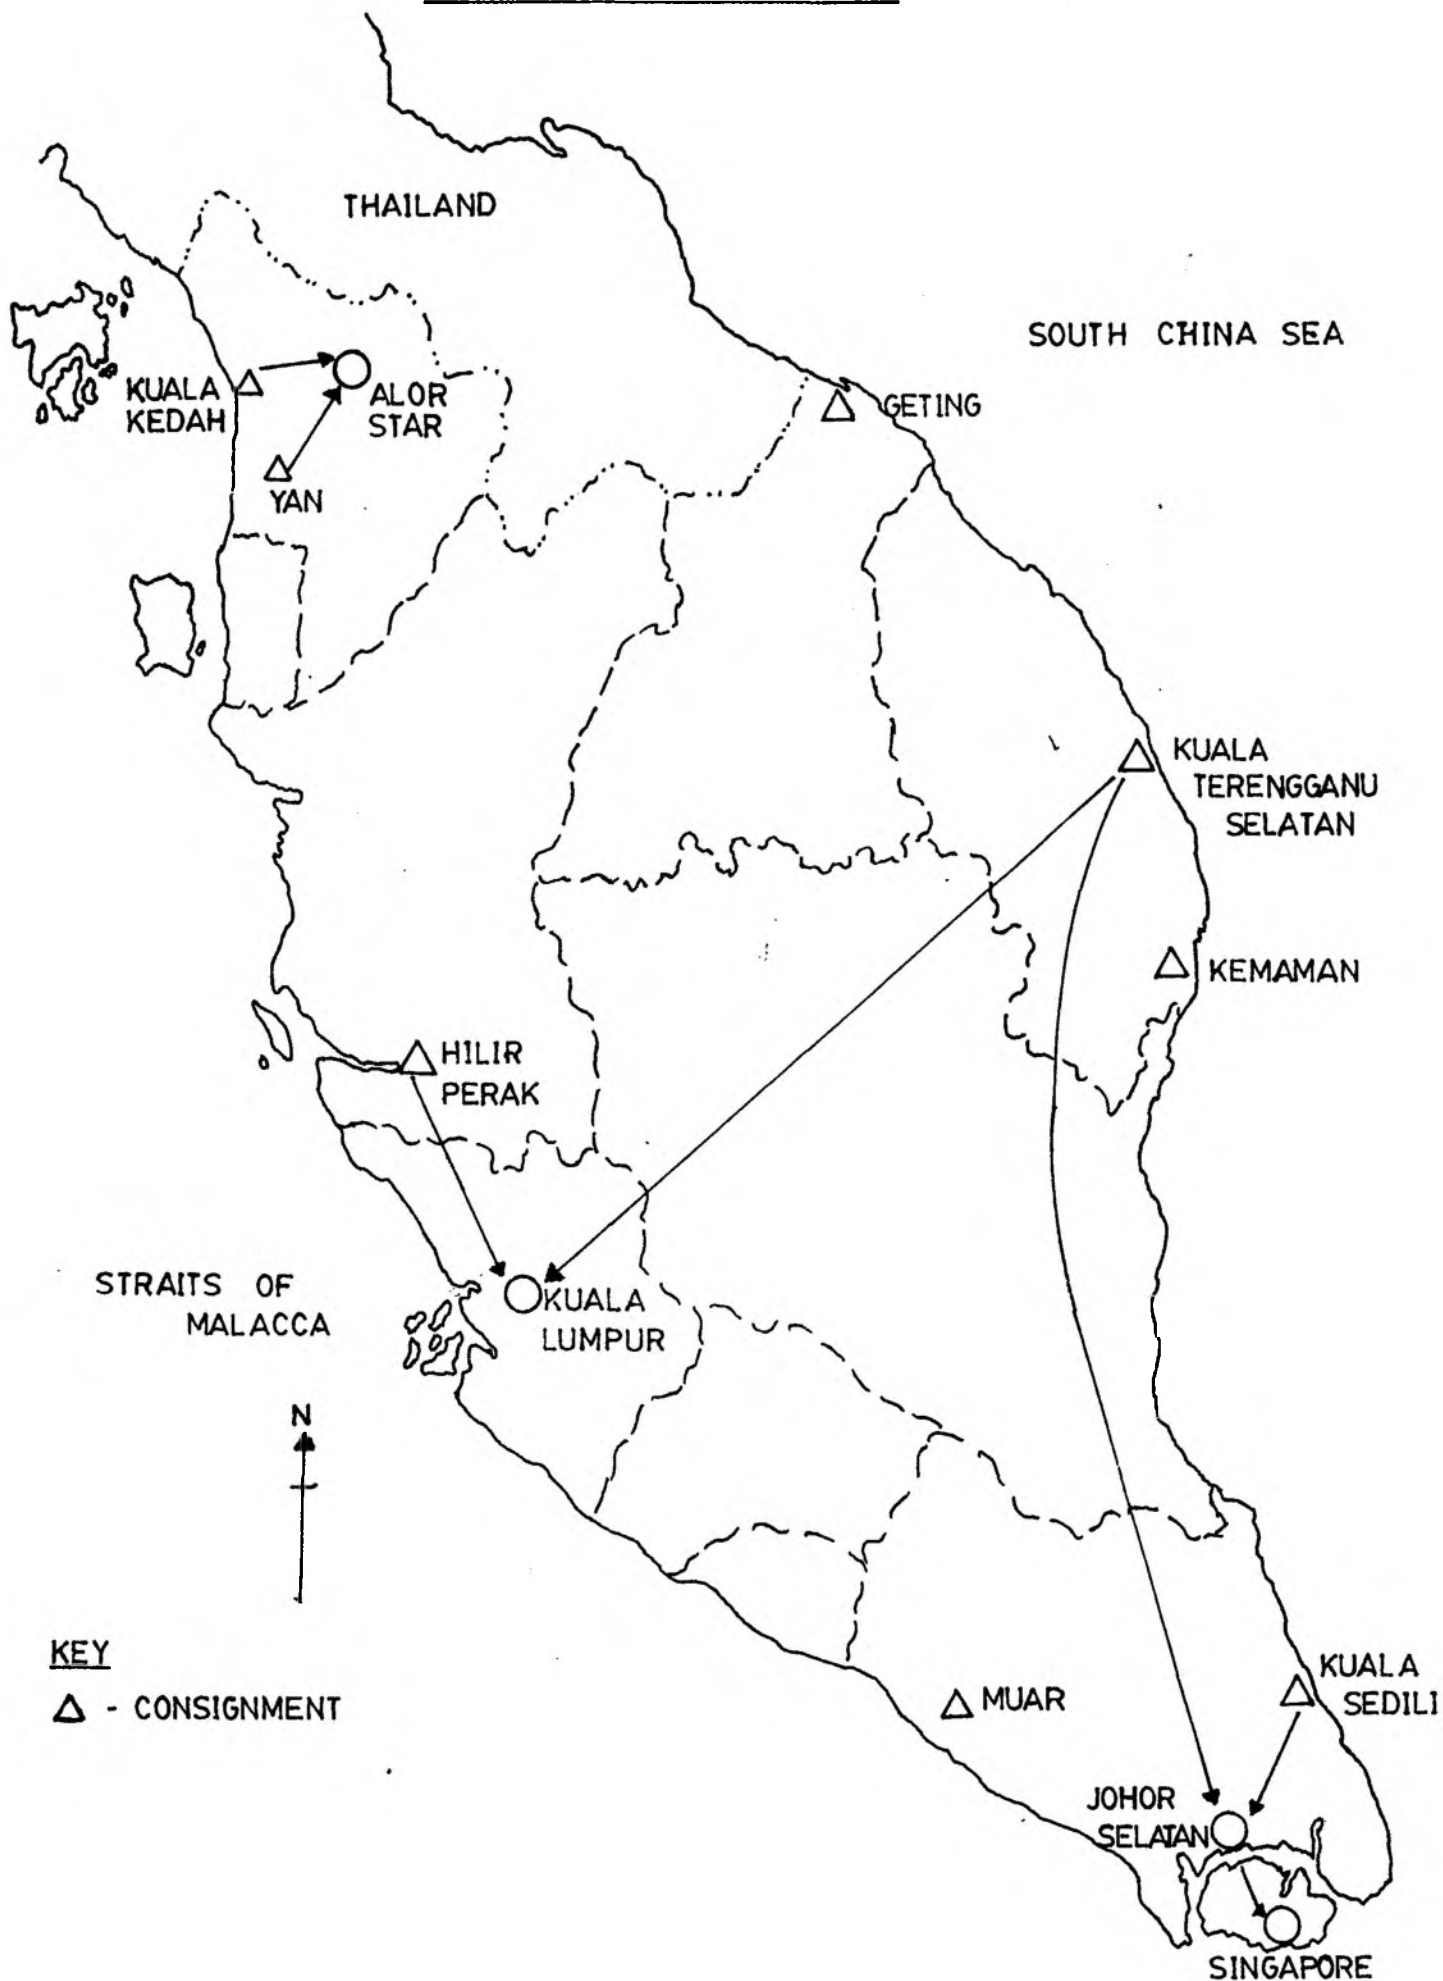 THAILAND
SOUTH CHINA SEA
KUALA
KEDAH
ALOR
STAR
GETING
YAN
KUALA
TERENGGANU
SELATAN
KEMAMAN
HILIR
PERAK
STRAITS OF
MALACCA
KUALA
LUMPUR
N
KEY
- CONSIGNMENT
MUAR
KUALA
SEDILI
JOHOR
SELATAN
SINGAPORE